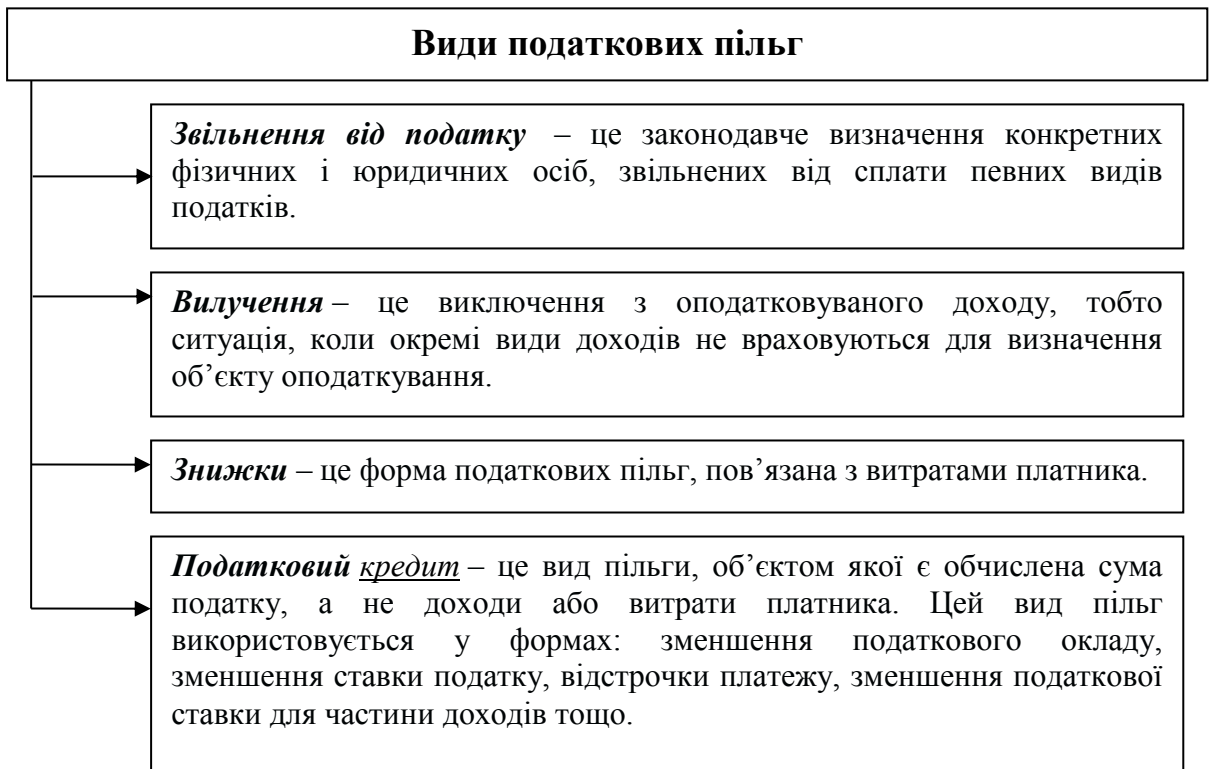 Види податкових пільг
Звільнення від податку – це законодавче визначення конкретних
фізичних і юридичних осіб, звільнених від сплати певних видів
податків.
Вилучення – це виключення з оподатковуваного доходу, тобто
ситуація, коли окремі види доходів не враховуються для визначення
об’єкту оподаткування.
Знижки – це форма податкових пільг, пов’язана з витратами платника.
Податковий кредит – це вид пільги, об’єктом якої є обчислена сума
податку, а не доходи або витрати платника. Цей вид пільг
використовується у формах: зменшення податкового окладу,
зменшення ставки податку, відстрочки платежу, зменшення податкової
ставки для частини доходів тощо.